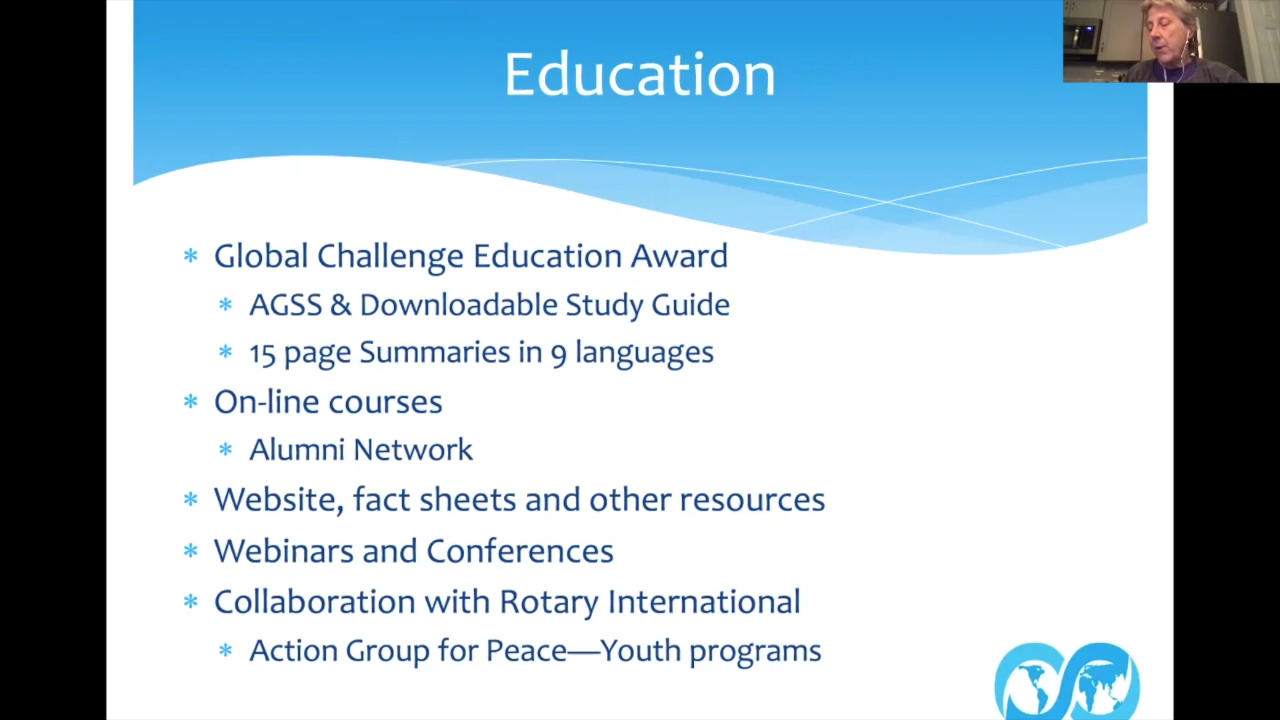 Education
* Global Challenge Education Award
* AGSS & Downloadable Study Guide
* 15 page Summaries in 9 languages
* On-line courses
* Alumni Network
* Website, fact sheets and other resources
* Webinars and Conferences
* Collaboration with Rotary International
* Action Group for Peace—Youth programs